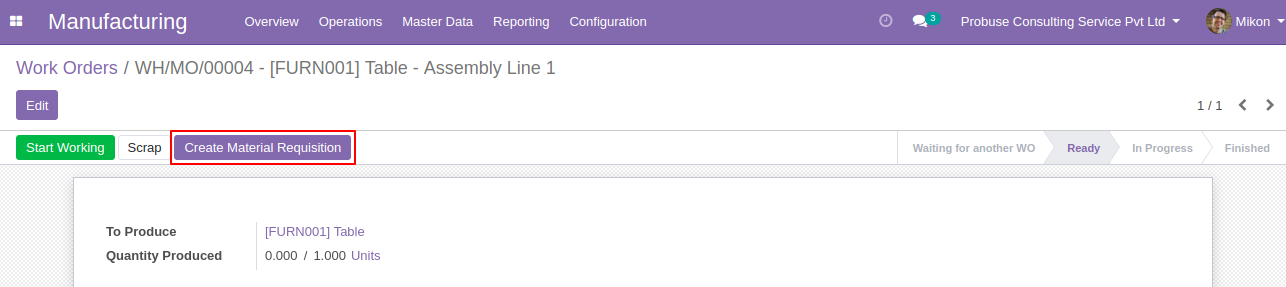 Manufacturing Overview Operations Master Data Reporting Configuration 3 Probuse Consulting Service Pvt Ltd Mikon
Work Orders / WH/MO/00004 - [FURN001] Table - Assembly Line 1
Edit 1 / 1
Start Working Scrap Create Material Requisition Waiting for another WO Ready In Progress Finished
To Produce [FURN001] Table
Quantity Produced 0.000 / 1.000 Units